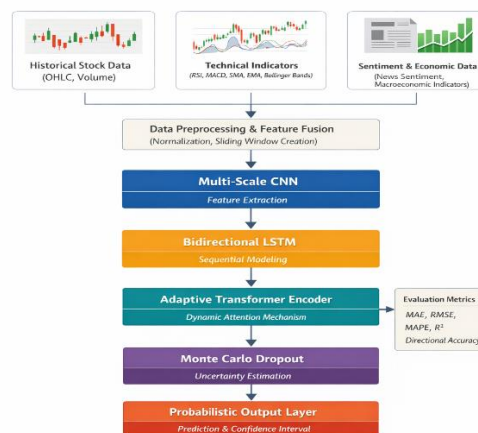 Historical Stock Data
(OHLC, Volume)
Technical Indicators
(RSI, MACD, SMA, EMA, Bellinger Bands)
Sentiment & Economic Data
(News Sentiment,
Macroeconomic Indicators)
Data Preprocessing & Feature Fusion
(Normalization, Sliding Window Creation)
Multi-Scale CNN
Feature Extraction
Bidirectional LSTM
Sequential Modeling
Adaptive Transformer Encoder
Dynamic Attention Mechanism
Evaluation Metrics
MAE, RMSE,
MAPE, R²
Directional Accuracy
Monte Carlo Dropout
Uncertainty Estimation
Probabilistic Output Layer
Prediction & Confidence Interval